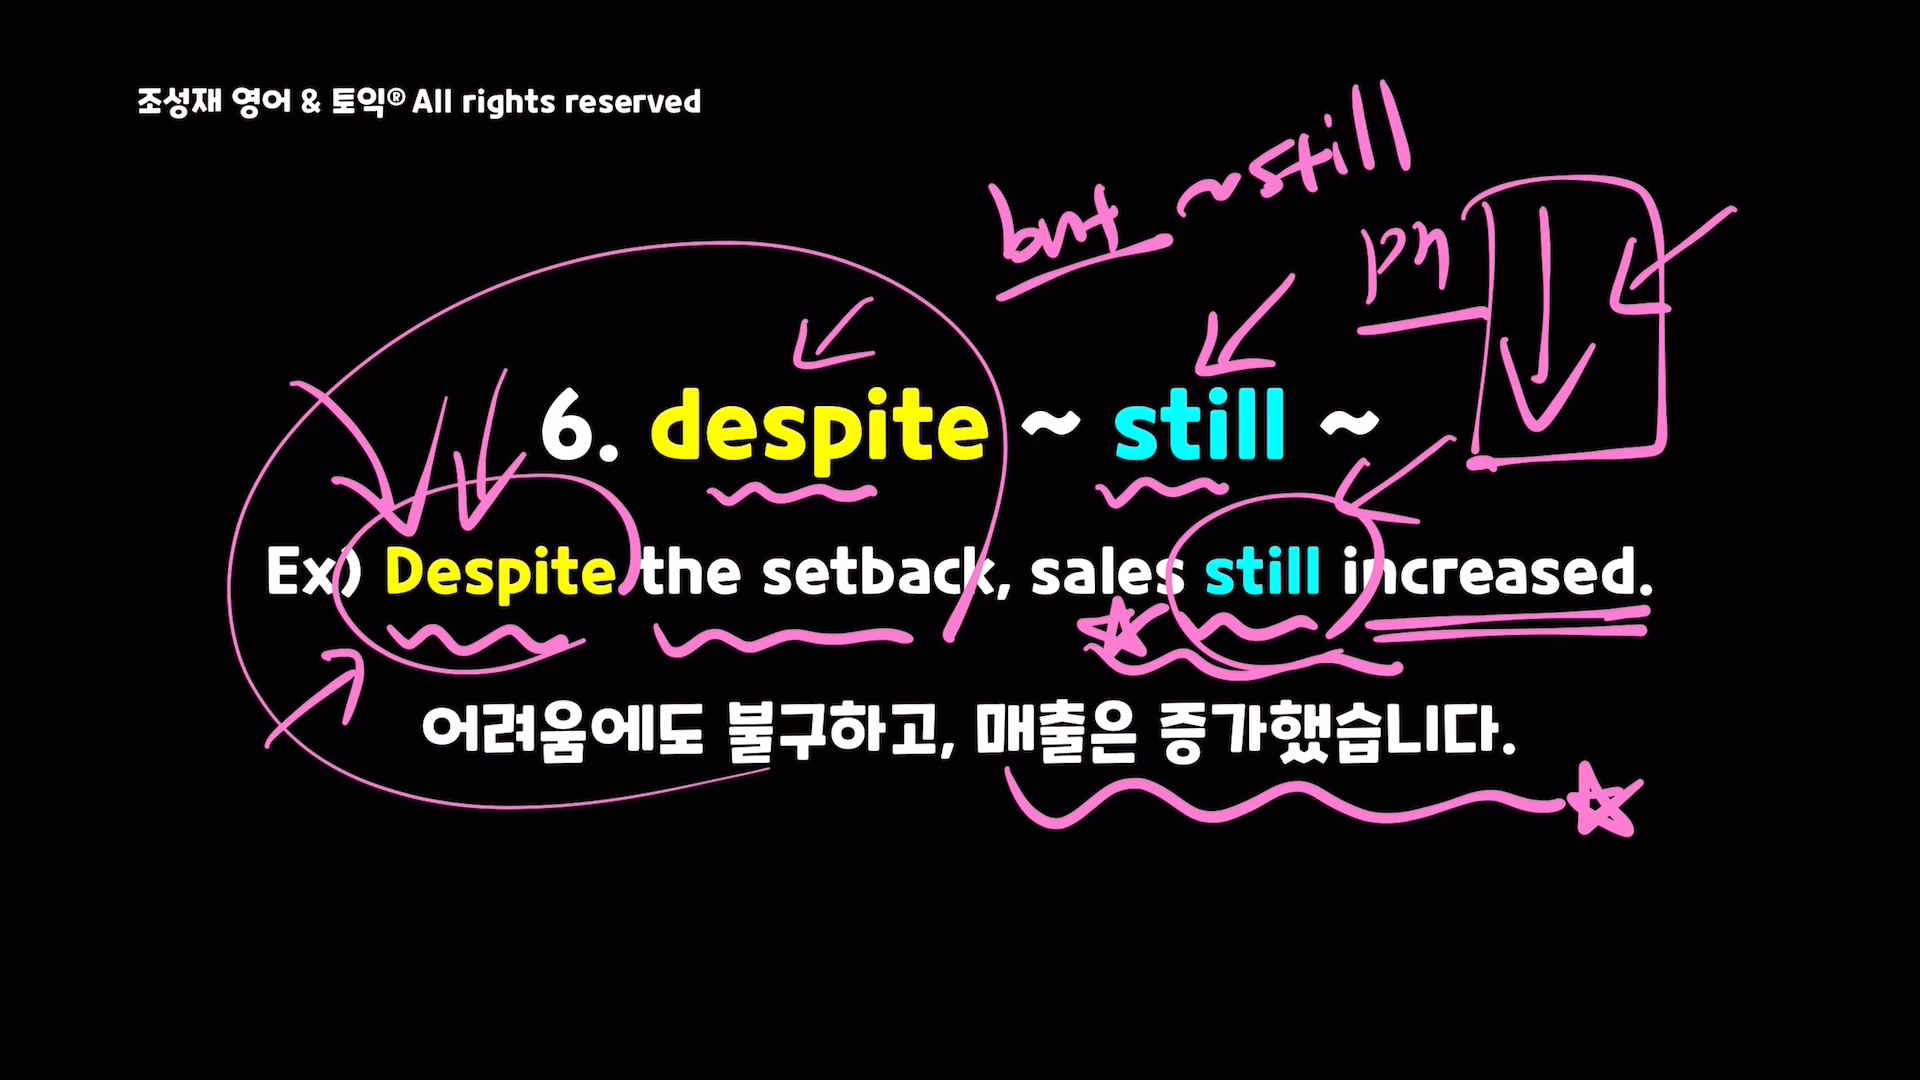 조성재 영어 & 토익® All rights reserved
but ~still
6. despite ~ still ~
Ex) Despite the setback, sales still increased.
어려움에도 불구하고, 매출은 증가했습니다.